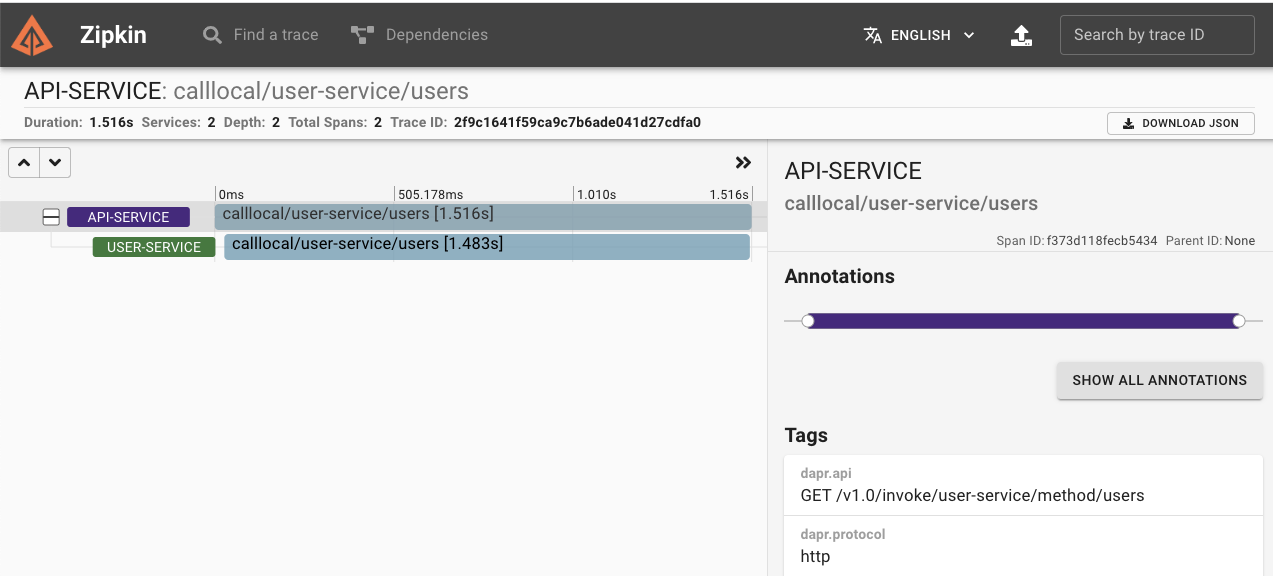 Zipkin Find a trace Dependencies ENGLISH Search by trace ID
API-SERVICE: calllocal/user-service/users
Duration: 1.516s Services: 2 Depth: 2 Total Spans: 2 Trace ID: 2f9c1641f59ca9c7b6ade041d27cdfa0
DOWNLOAD JSON
0ms 505.178ms 1.010s 1.516s
API-SERVICE calllocal/user-service/users [1.516s]
USER-SERVICE calllocal/user-service/users [1.483s]
API-SERVICE
calllocal/user-service/users
Span ID: f373d118fecb5434 Parent ID: None
Annotations
SHOW ALL ANNOTATIONS
Tags
dapr.api
GET /v1.0/invoke/user-service/method/users
dapr.protocol
http